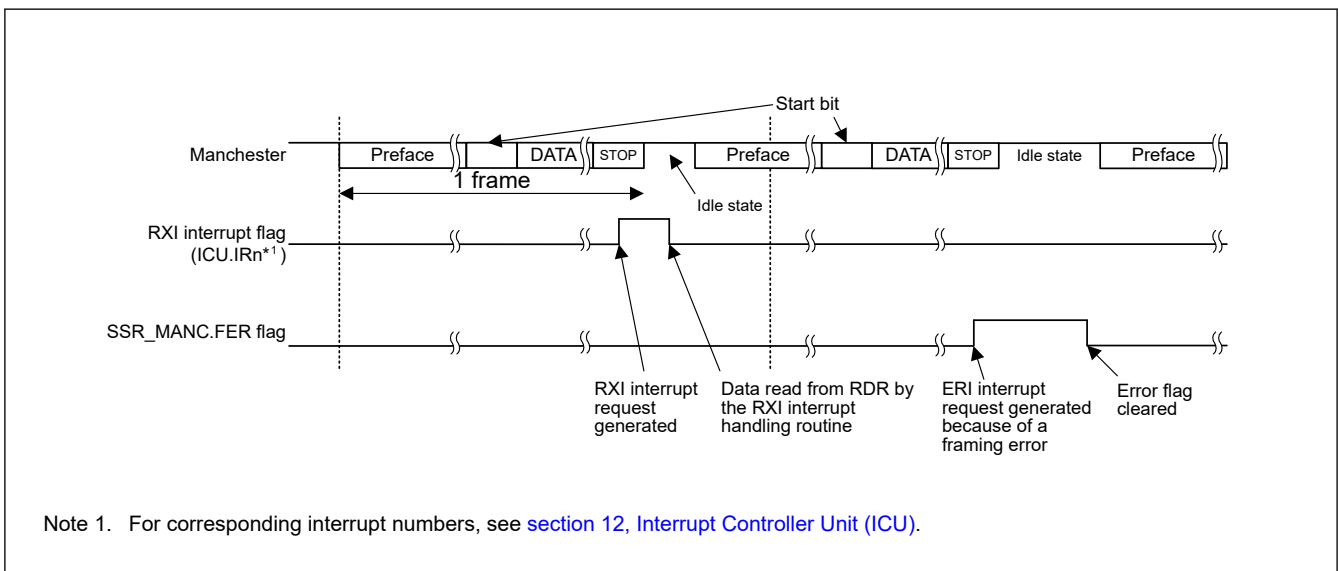 Start bit
Manchester
Preface
DATA
STOP
Preface
DATA
STOP
Idle state
Preface
1 frame
Idle state
RXI interrupt flag
(ICU.IRn*1)
SSR_MANC.FER flag
RXI interrupt
request
generated
Data read from RDR by
the RXI interrupt
handling routine
ERI interrupt
request generated
because of a
framing error
Error flag
cleared
Note 1. For corresponding interrupt numbers, see section 12, Interrupt Controller Unit (ICU).